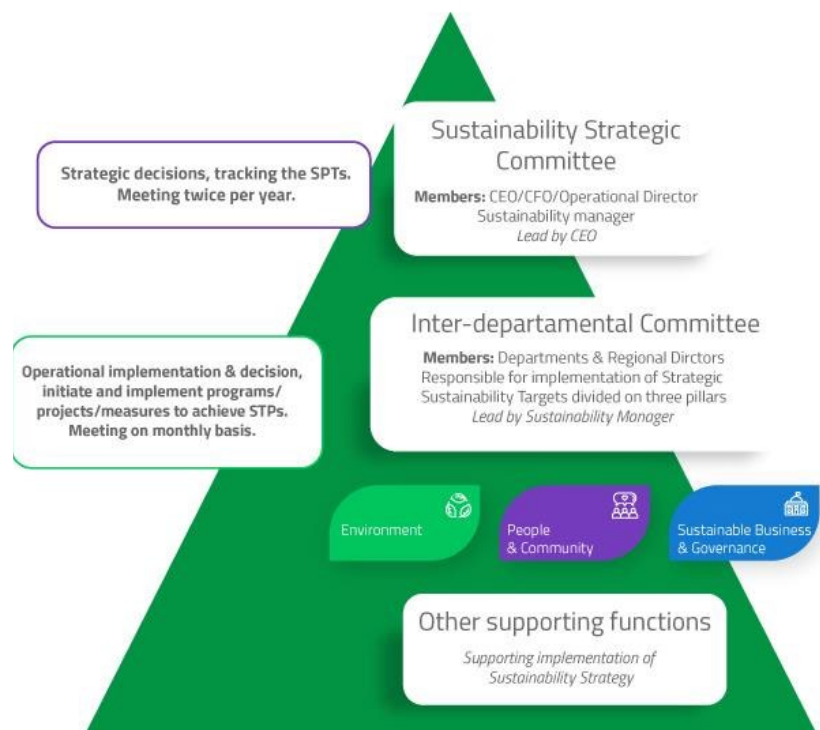 Sustainability Strategic
Committee
Members: CEO/CFO/Operational Director
Sustainability manager
Lead by CEO
Strategic decisions, tracking the SPTs.
Meeting twice per year.
Inter-departamental Committee
Members: Departments & Regional Dirctors
Responsible for implementation of Strategic
Sustainability Targets divided on three pillars
Lead by Sustainability Manager
Operational implementation & decision,
initiate and implement programs/
projects/measures to achieve STPs.
Meeting on monthly basis.
Environment
People
& Community
Sustainable Business
& Governance
Other supporting functions
Supporting implementation of
Sustainability Strategy